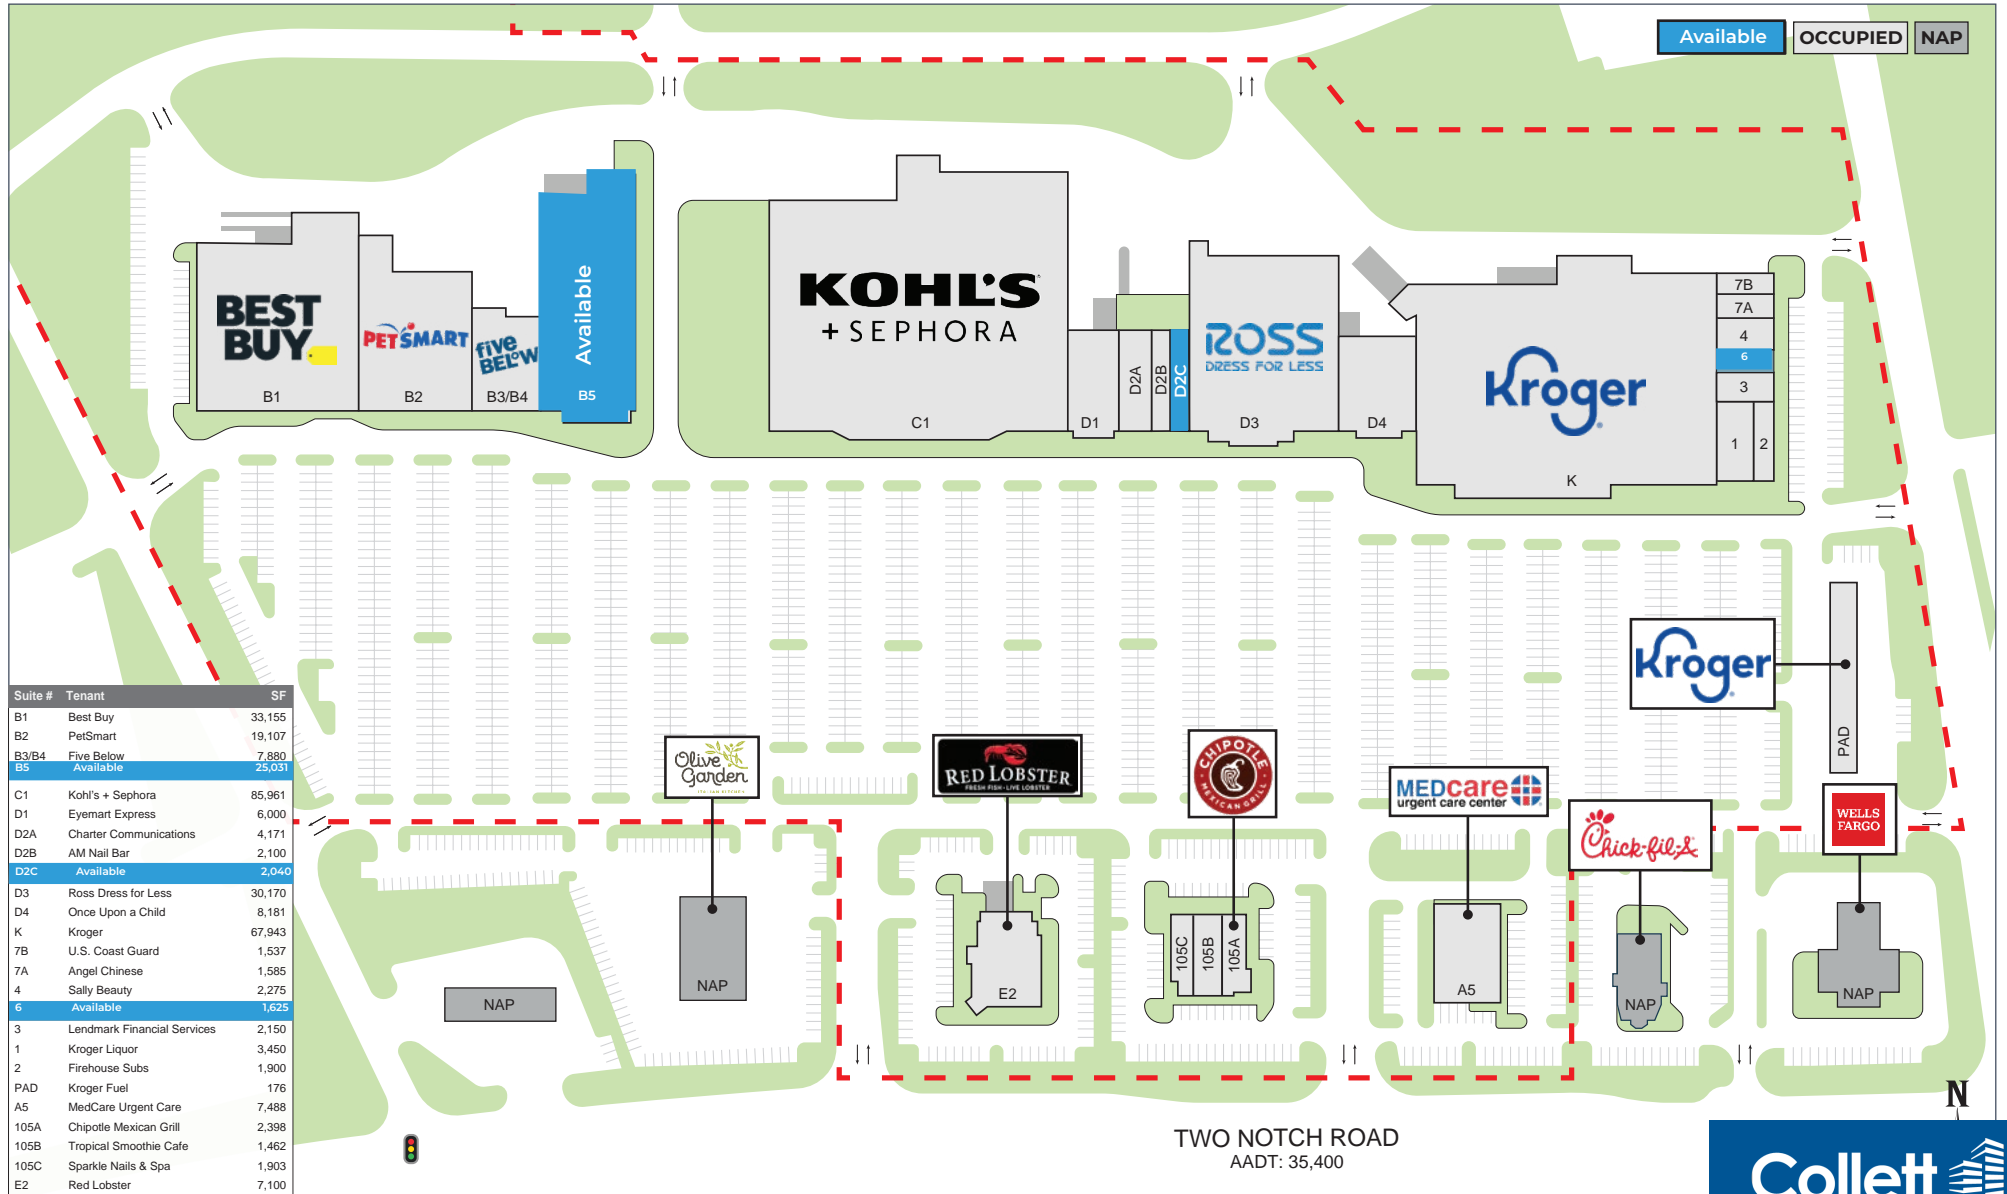 Available OCCUPIED NAP
BEST
BUY
B1
PETSMART
B2
five
BELOW
B3/B4
Available
B5
KOHL'S
+ SEPHORA
C1
D1
D2A
D2B
D2C
ROSS
DRESS FOR LESS
D3
D4
Kroger
K
7B
7A
4
6
3
1
2
Kroger
PAD
Suite # Tenant SF
B1 Best Buy 33,155
B2 PetSmart 19,107
B3/B4 Five Below 7,880
B5 Available 25,031
C1 Kohl's + Sephora 85,961
D1 Eyemart Express 6,000
D2A Charter Communications 4,171
D2B AM Nail Bar 2,100
D2C Available 2,040
D3 Ross Dress for Less 30,170
D4 Once Upon a Child 8,181
K Kroger 67,943
7B U.S. Coast Guard 1,537
7A Angel Chinese 1,585
4 Sally Beauty 2,275
6 Available 1,625
3 Lendmark Financial Services 2,150
1 Kroger Liquor 3,450
2 Firehouse Subs 1,900
PAD Kroger Fuel 176
A5 MedCare Urgent Care 7,488
105A Chipotle Mexican Grill 2,398
105B Tropical Smoothie Cafe 1,462
105C Sparkle Nails & Spa 1,903
E2 Red Lobster 7,100
Olive
Garden
ITALIAN KITCHEN
RED LOBSTER
FRESH FISH • LIVE LOBSTER
CHIPOTLE
MEXICAN GRILL
MEDcare
urgent care center
Chick-fil-A
WELLS
FARGO
NAP
NAP
E2
105C
105B
105A
A5
NAP
NAP
TWO NOTCH ROAD
AADT: 35,400
N
Collett